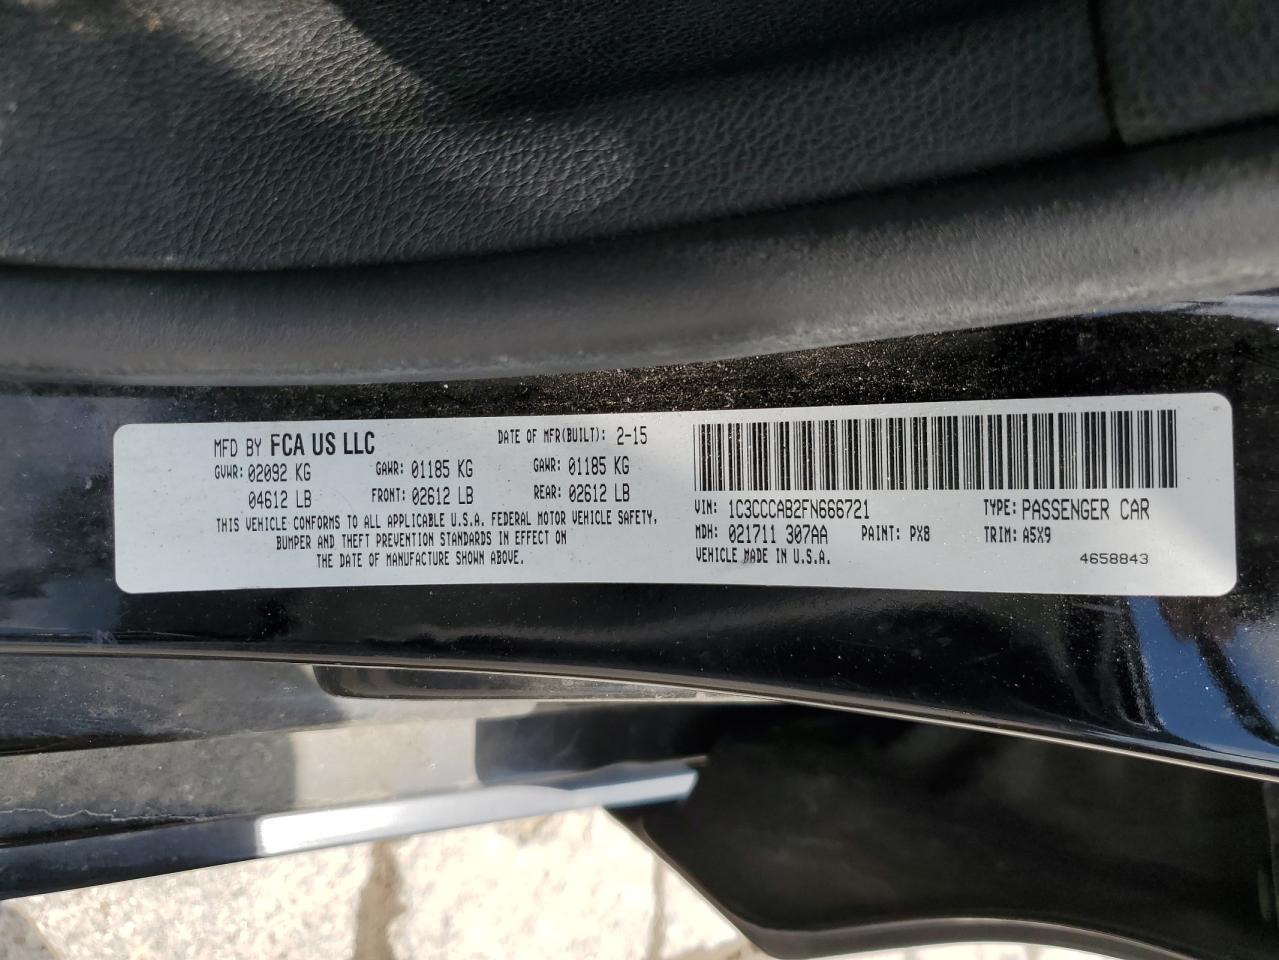 MFD BY FCA US LLC DATE OF MFR(BUILT): 2-15
GVWR: 02092 KG GAWR: 01185 KG GAWR: 01185 KG
04612 LB FRONT: 02612 LB REAR: 02612 LB
THIS VEHICLE CONFORMS TO ALL APPLICABLE U.S.A. FEDERAL MOTOR VEHICLE SAFETY,
BUMPER AND THEFT PREVENTION STANDARDS IN EFFECT ON
THE DATE OF MANUFACTURE SHOWN ABOVE.
VIN: 1C3CCCAB2FN666721 TYPE: PASSENGER CAR
MDH: 021711 307AA PAINT: PX8 TRIM: A5X9
VEHICLE MADE IN U.S.A. 4658843